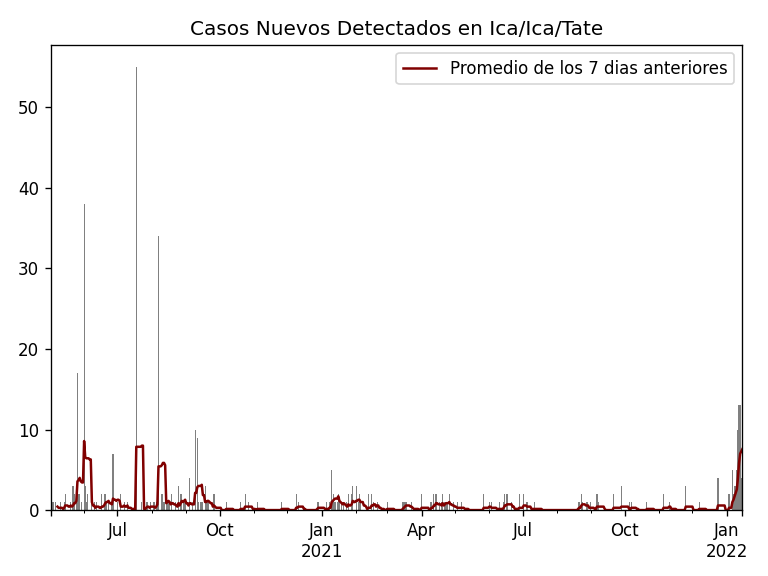 Casos Nuevos Detectados en Ica/Ica/Tate
Promedio de los 7 dias anteriores
50
40
30
20
10
0
Jul Oct Jan Apr Jul Oct Jan
2021 2022